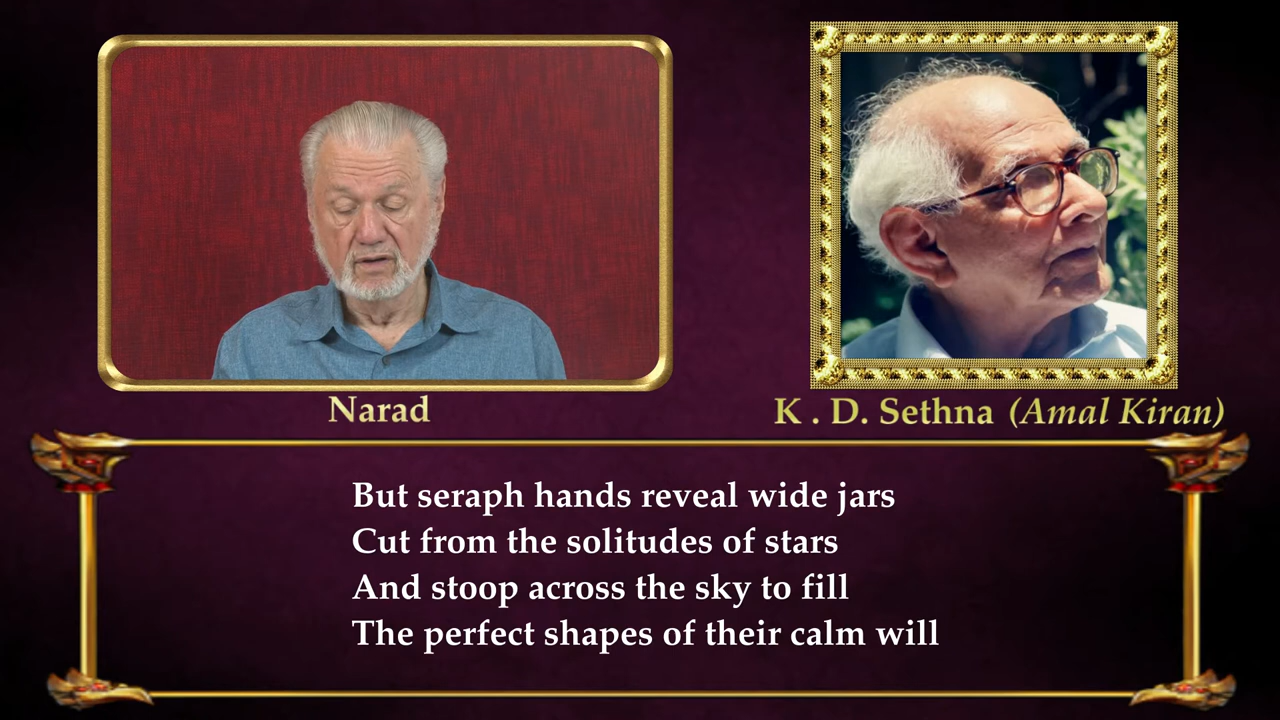 Narad
K . D. Sethna (Amal Kiran)
But seraph hands reveal wide jars
Cut from the solitudes of stars
And stoop across the sky to fill
The perfect shapes of their calm will